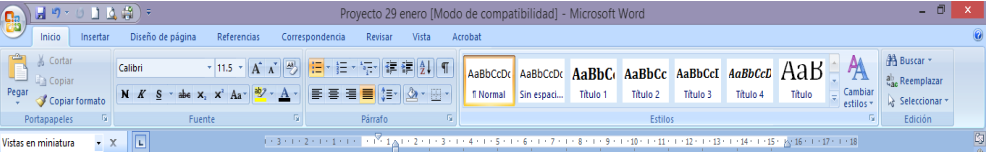 Proyecto 29 enero [Modo de compatibilidad] - Microsoft Word
Inicio Insertar Diseño de página Referencias Correspondencia Revisar Vista Acrobat
Pegar
Cortar
Copiar
Copiar formato
Portapapeles
Calibri 11,5 A A
N K S abc X₂ X² Aa ab A
Fuente
Párrafo
AaBbCcDc AaBbCcDc AaBbC AaBbCc AaBbCcI AaBbCcD AaB
¶ Normal Sin espaci... Título 1 Título 2 Título 3 Título 4 Título
Cambiar estilos
Estilos
Buscar
Reemplazar
Seleccionar
Edición
Vistas en miniatura X L 3 2 1 1 2 3 4 5 6 7 8 9 10 11 12 13 14 15 16 17 18